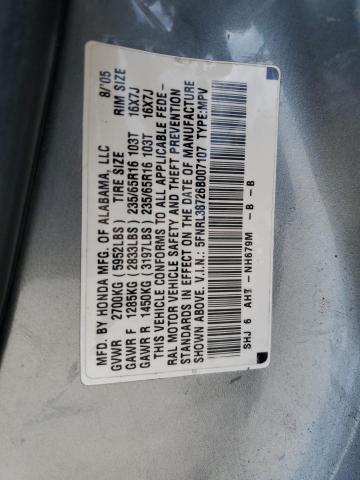 MFD. BY HONDA MFG. OF ALABAMA, LLC 8/'05
GVWR 2700KG (5952LBS) TIRE SIZE RIM SIZE
GAWR F 1285KG (2833LBS) 235/65R16 103T 16X7J
GAWR R 1450KG (3197LBS) 235/65R16 103T 16X7J
THIS VEHICLE CONFORMS TO ALL APPLICABLE FEDE-
RAL MOTOR VEHICLE SAFETY AND THEFT PREVENTION
STANDARDS IN EFFECT ON THE DATE OF MANUFACTURE
SHOWN ABOVE. V.I.N.: 5FNRL38726B007107 TYPE:MPV
SHJ 6 AHT - NH679M - B - B